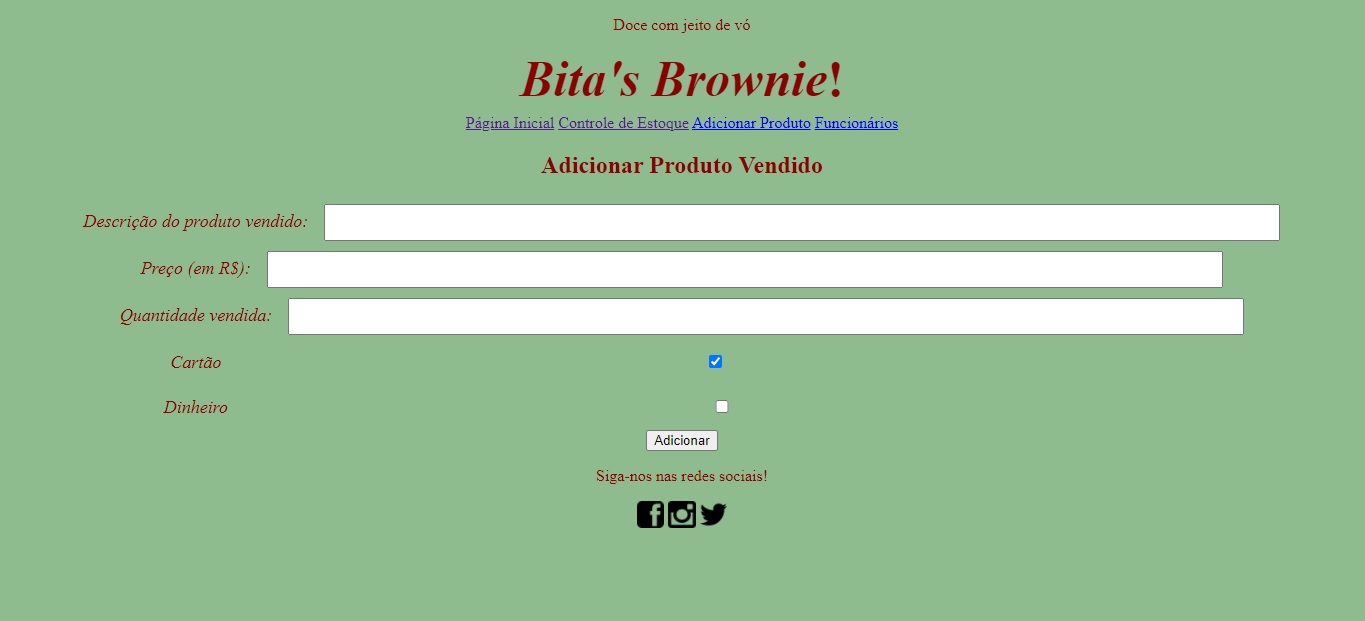 Doce com jeito de vó
Bita's Brownie!
Página Inicial Controle de Estoque Adicionar Produto Funcionários
Adicionar Produto Vendido
Descrição do produto vendido:
Preço (em R$):
Quantidade vendida:
Cartão
Dinheiro
Adicionar
Siga-nos nas redes sociais!